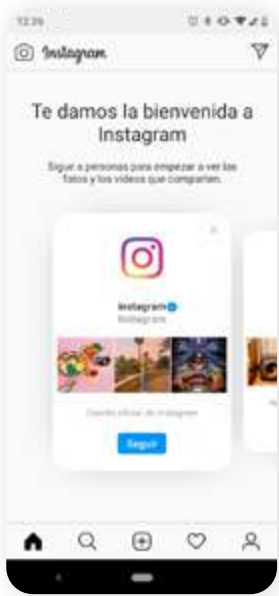 12:36
Instagram
Te damos la bienvenida a
Instagram
Sigue a personas para empezar a ver las
fotos y los videos que comparten.
instagram
Instagram
Cuenta oficial de Instagram
Seguir